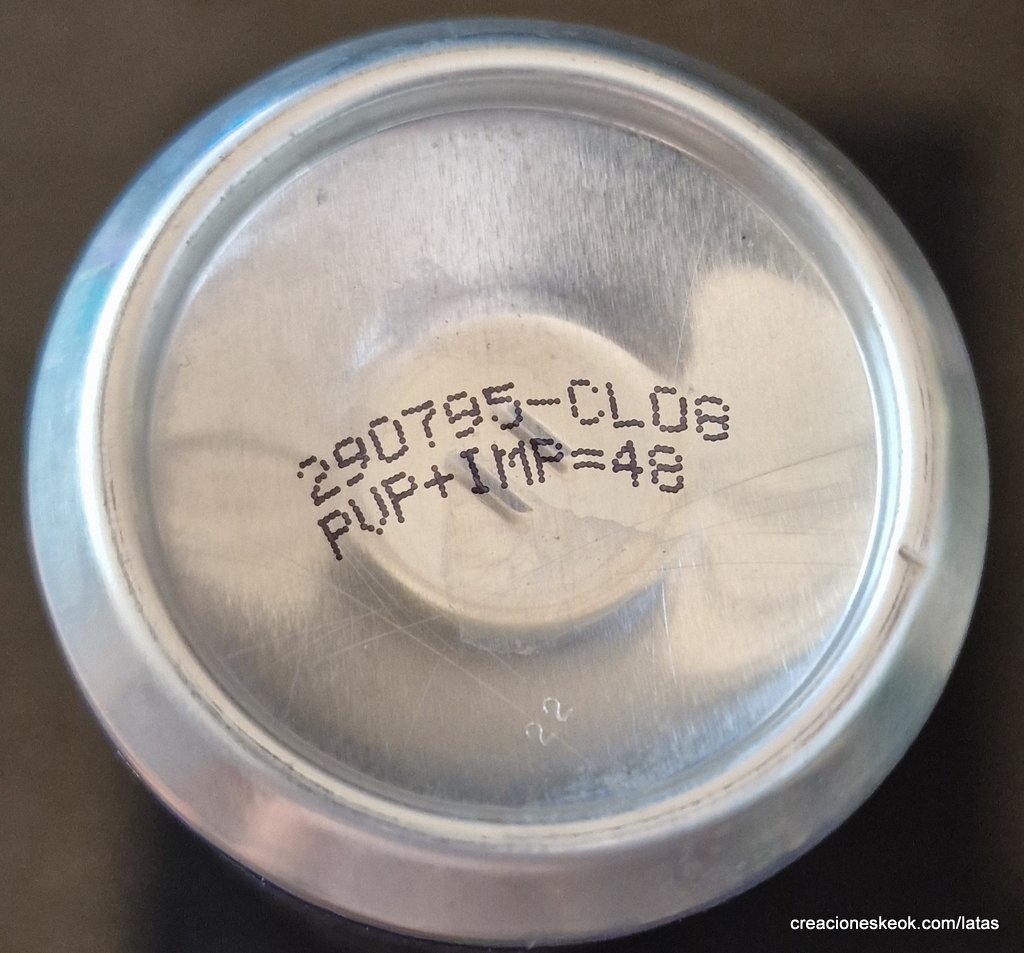 290795-CL08
PVP+IMP=48
22
creacioneskeok.com/latas